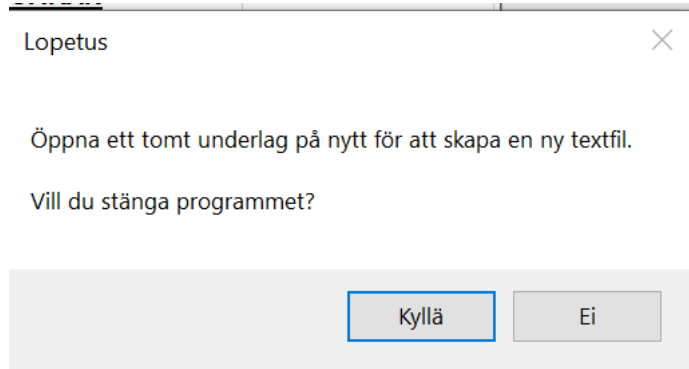 Lopetus
Öppna ett tomt underlag på nytt för att skapa en ny textfil.
Vill du stänga programmet?
Kyllä
Ei